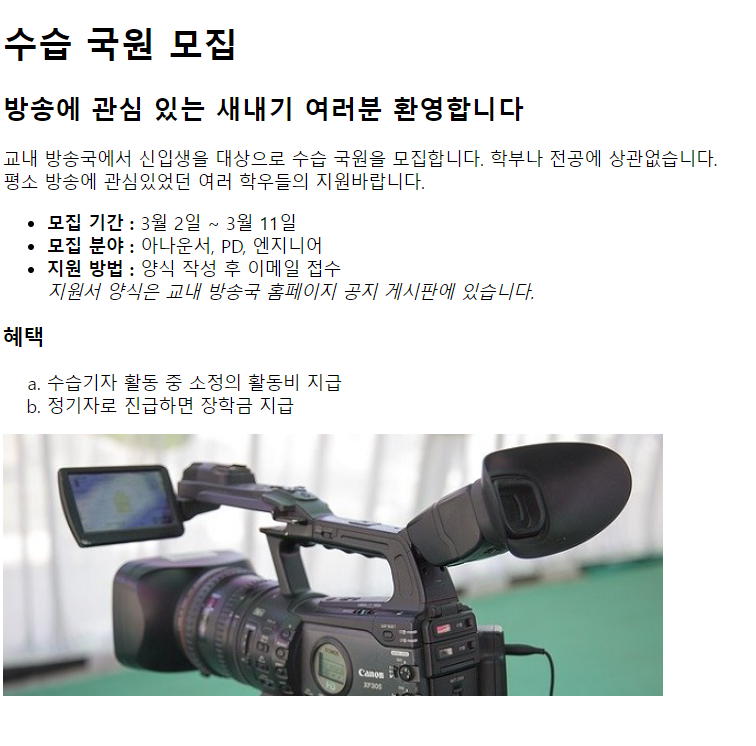 수습 국원 모집
방송에 관심 있는 새내기 여러분 환영합니다
교내 방송국에서 신입생을 대상으로 수습 국원을 모집합니다. 학부나 전공에 상관없습니다.
평소 방송에 관심있었던 여러 학우들의 지원바랍니다.
• 모집 기간 : 3월 2일 ~ 3월 11일
• 모집 분야 : 아나운서, PD, 엔지니어
• 지원 방법 : 양식 작성 후 이메일 접수
지원서 양식은 교내 방송국 홈페이지 공지 게시판에 있습니다.
혜택
a. 수습기자 활동 중 소정의 활동비 지급
b. 정기자로 진급하면 장학금 지급
Canon
XF305